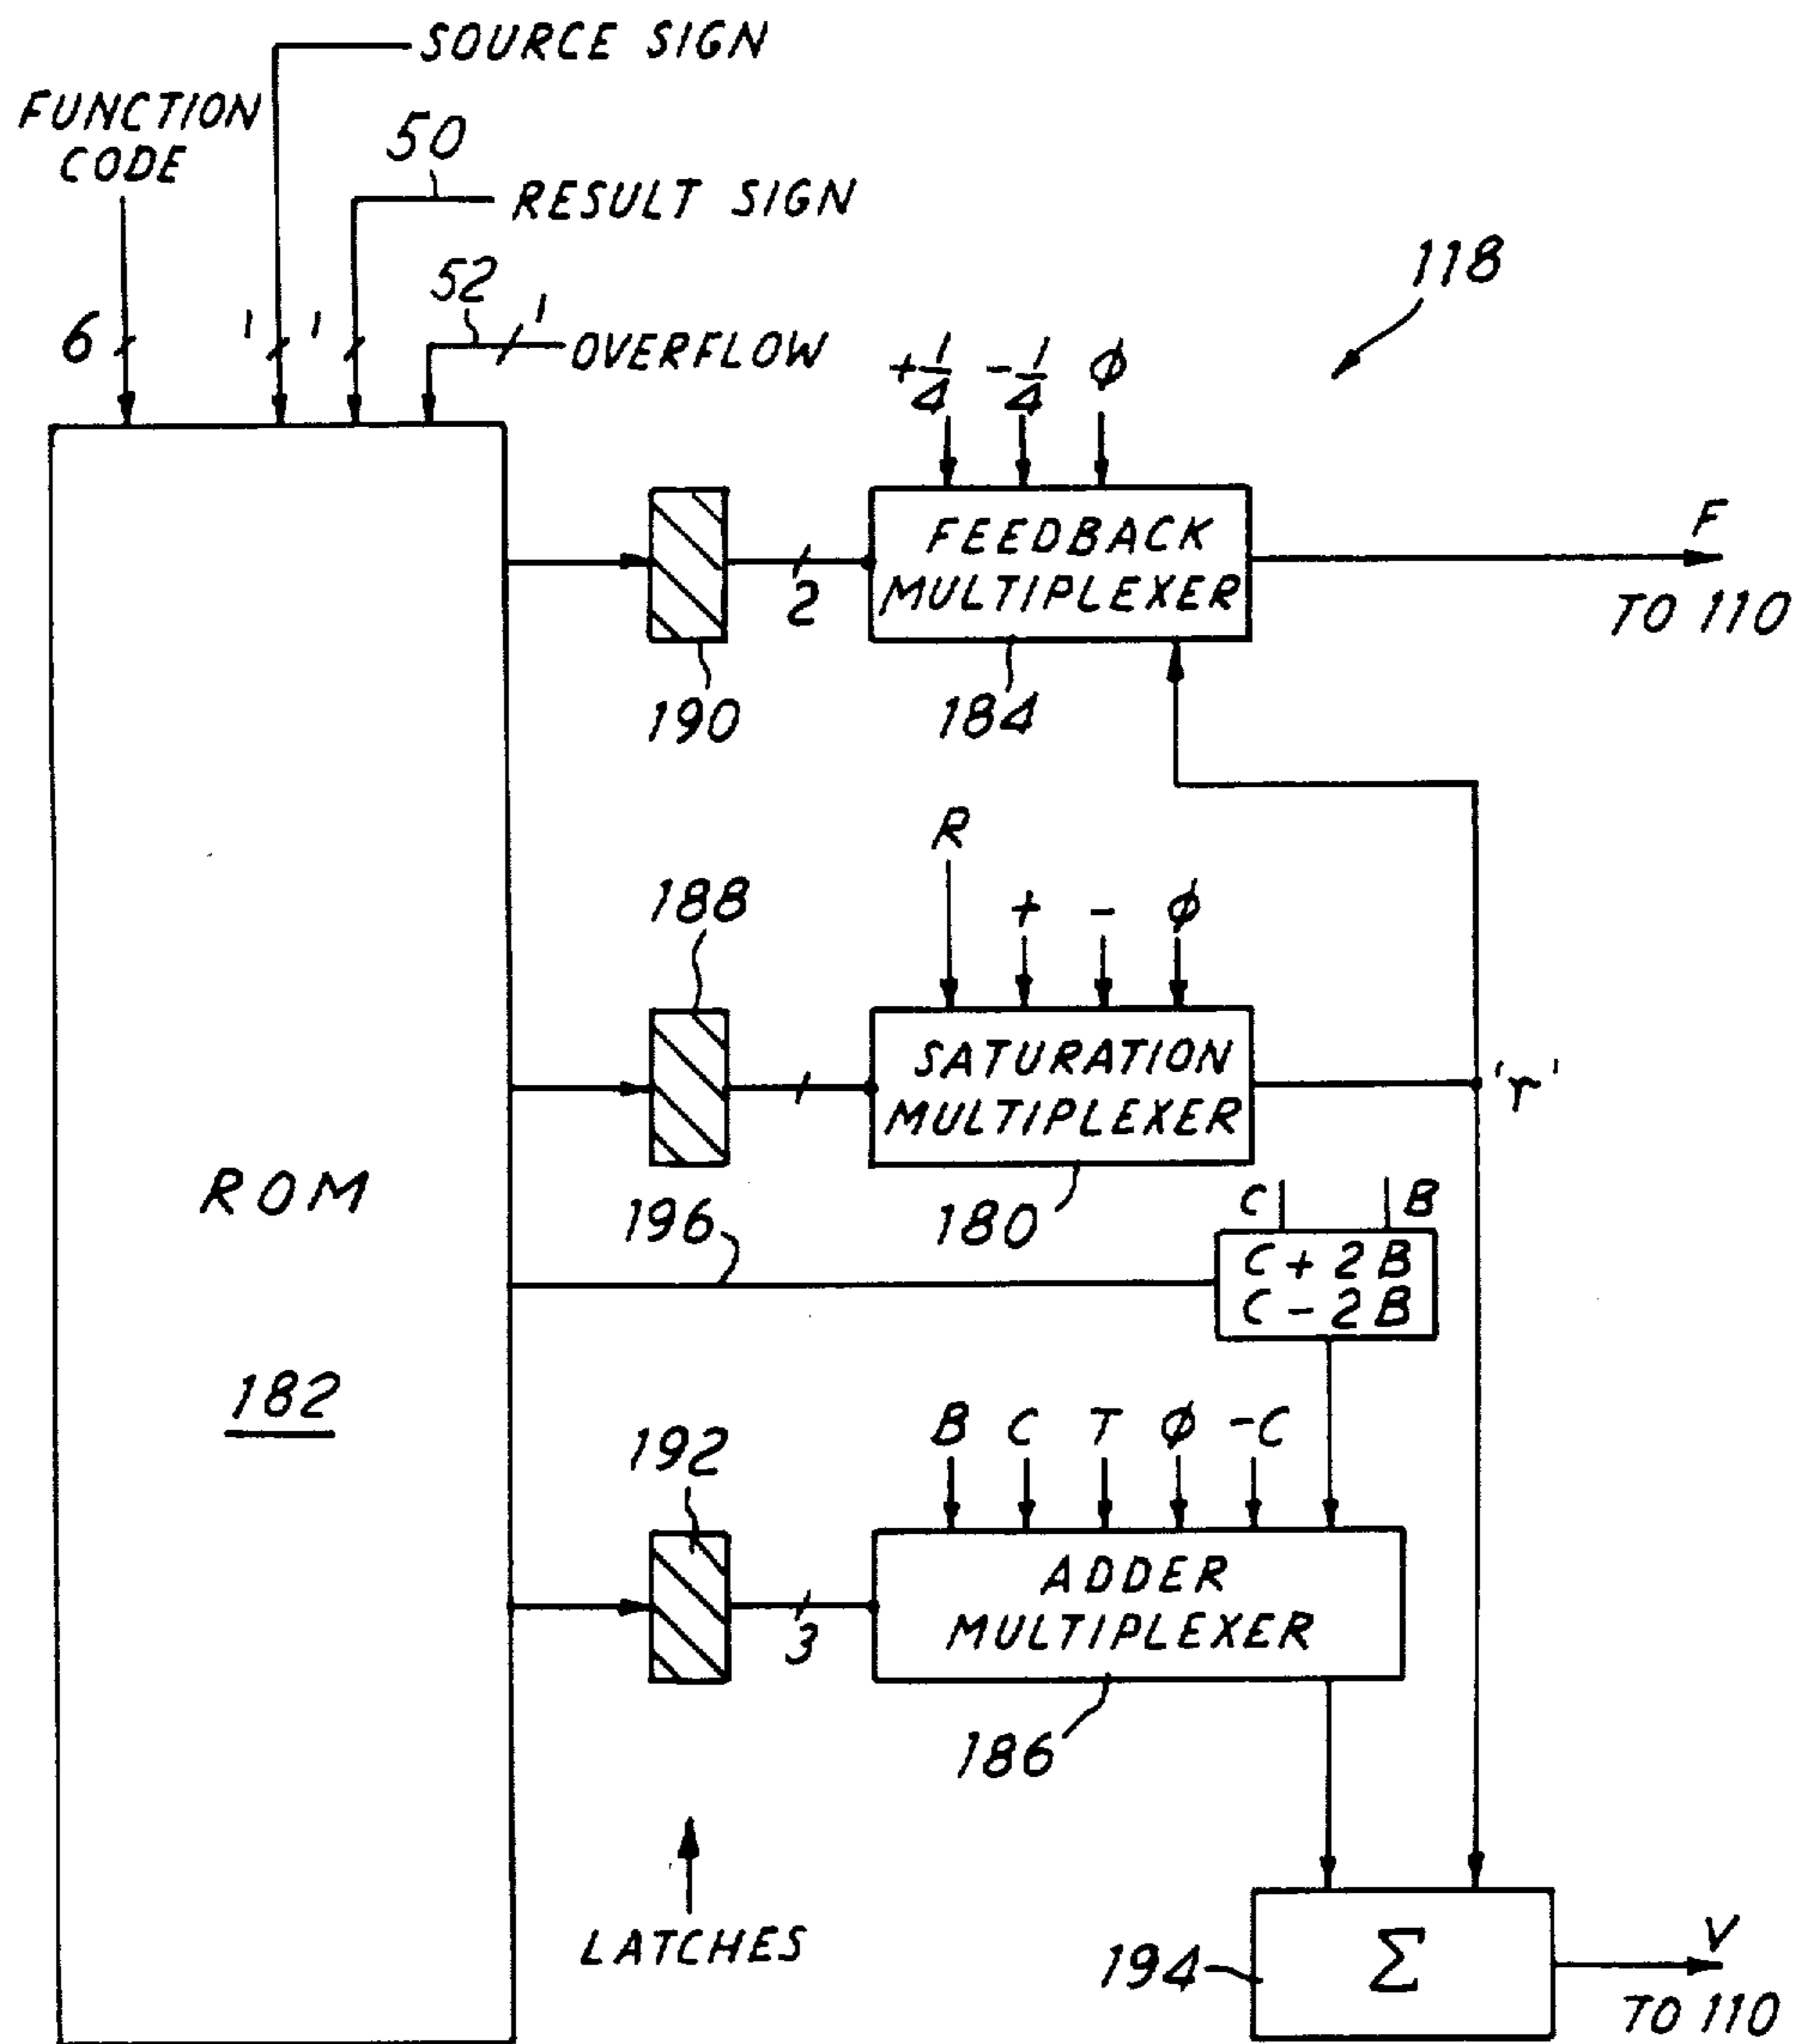 SOURCE SIGN
FUNCTION
CODE
50
RESULT SIGN
52
118
6
1
1
1
OVERFLOW
+1/4
-1/4
φ
FEEDBACK
MULTIPLEXER
F
TO 110
2
190
184
R
188
+
-
φ
SATURATION
MULTIPLEXER
'r'
ROM
196
180
C
B
C + 2B
C - 2B
182
192
B
C
T
φ
-C
ADDER
MULTIPLEXER
3
186
LATCHES
194
Σ
V
TO 110